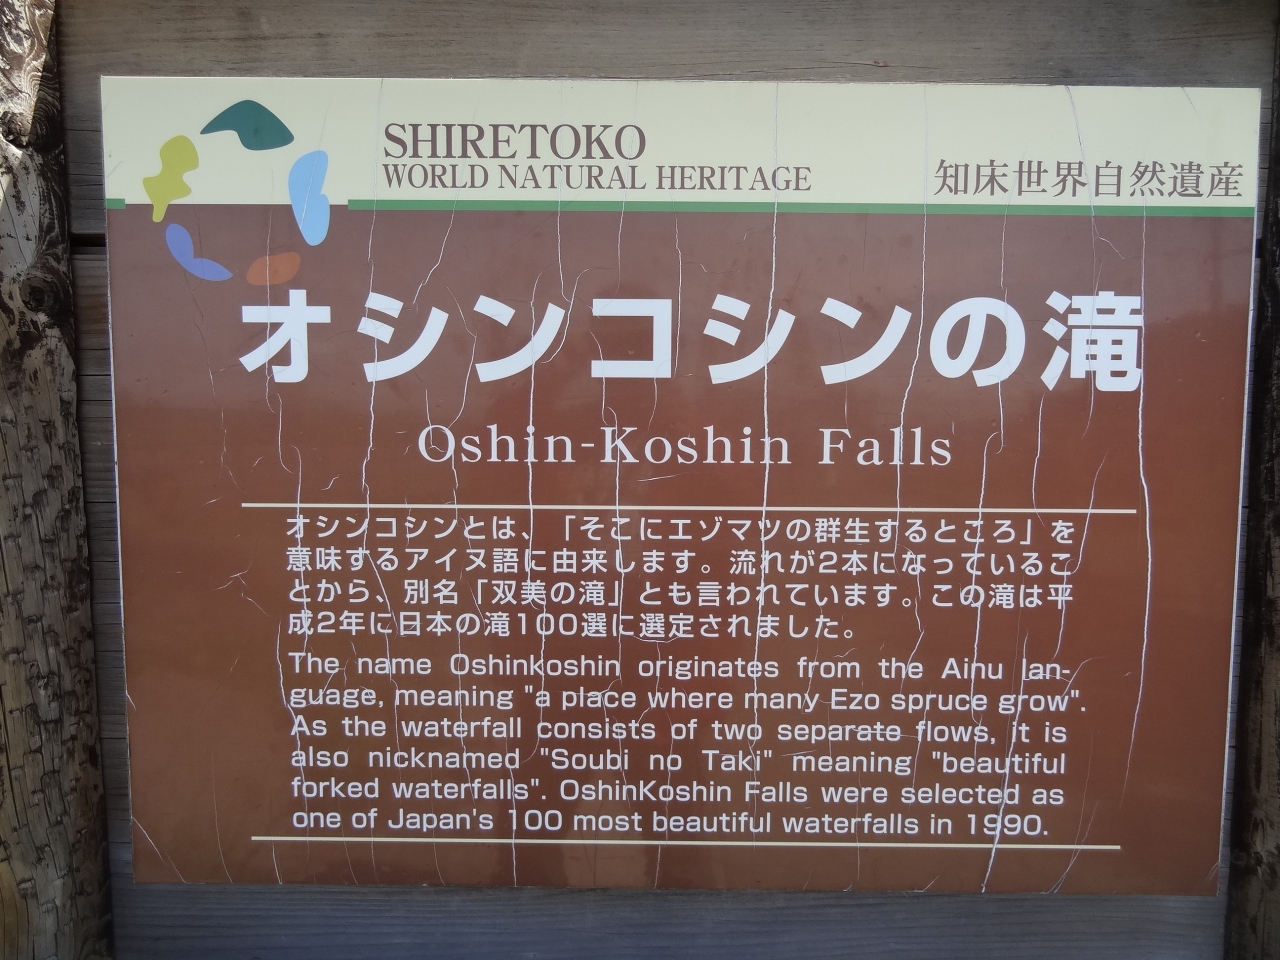 SHIRETOKO
WORLD NATURAL HERITAGE
知床世界自然遺産
オシンコシンの滝
Oshin-Koshin Falls
オシンコシンとは、「そこにエゾマツの群生するところ」を
意味するアイヌ語に由来します。流れが2本になっているこ
とから、別名「双美の滝」とも言われています。この滝は平
成2年に日本の滝100選に選定されました。
The name Oshinkoshin originates from the Ainu lan-
guage, meaning "a place where many Ezo spruce grow".
As the waterfall consists of two separate flows, it is
also nicknamed "Soubi no Taki" meaning "beautiful
forked waterfalls". OshinKoshin Falls were selected as
one of Japan's 100 most beautiful waterfalls in 1990.